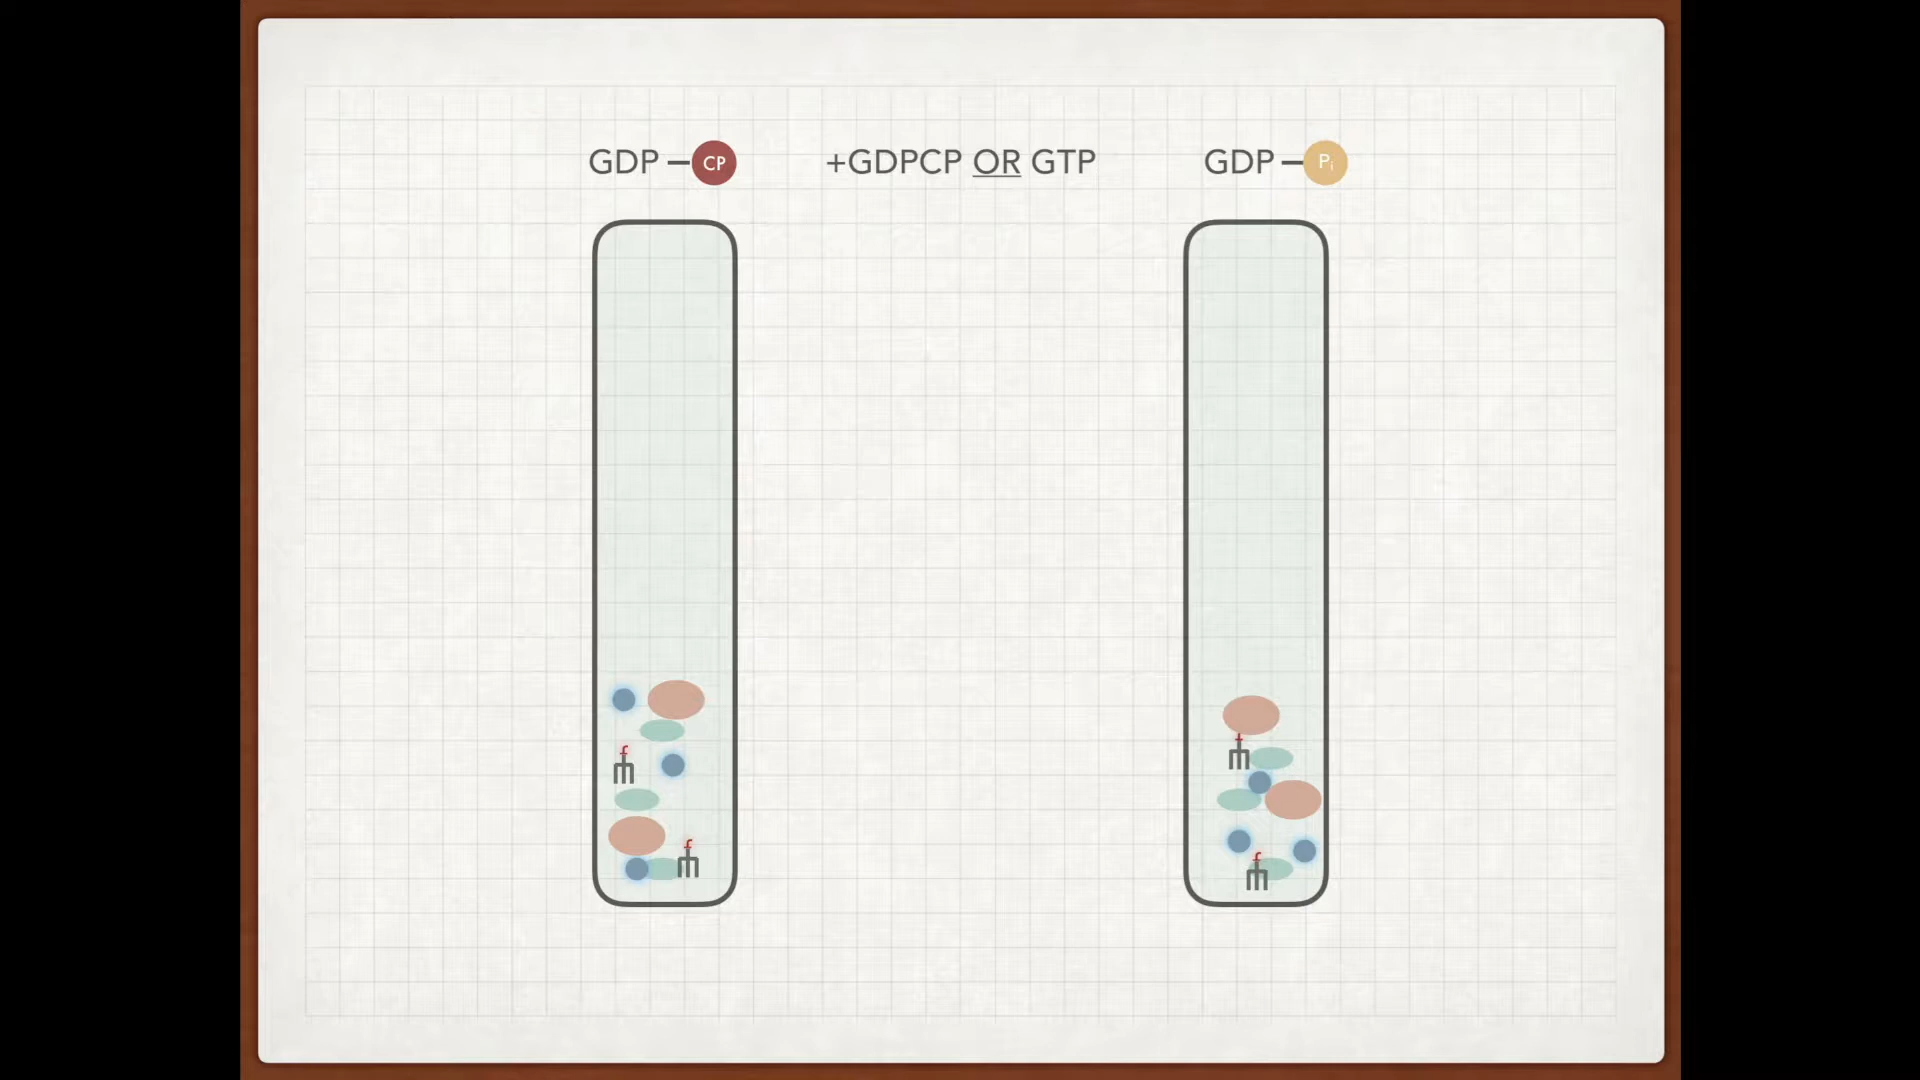 GDP — CP
+GDPCP OR GTP
GDP — Pi
f
f
f
f